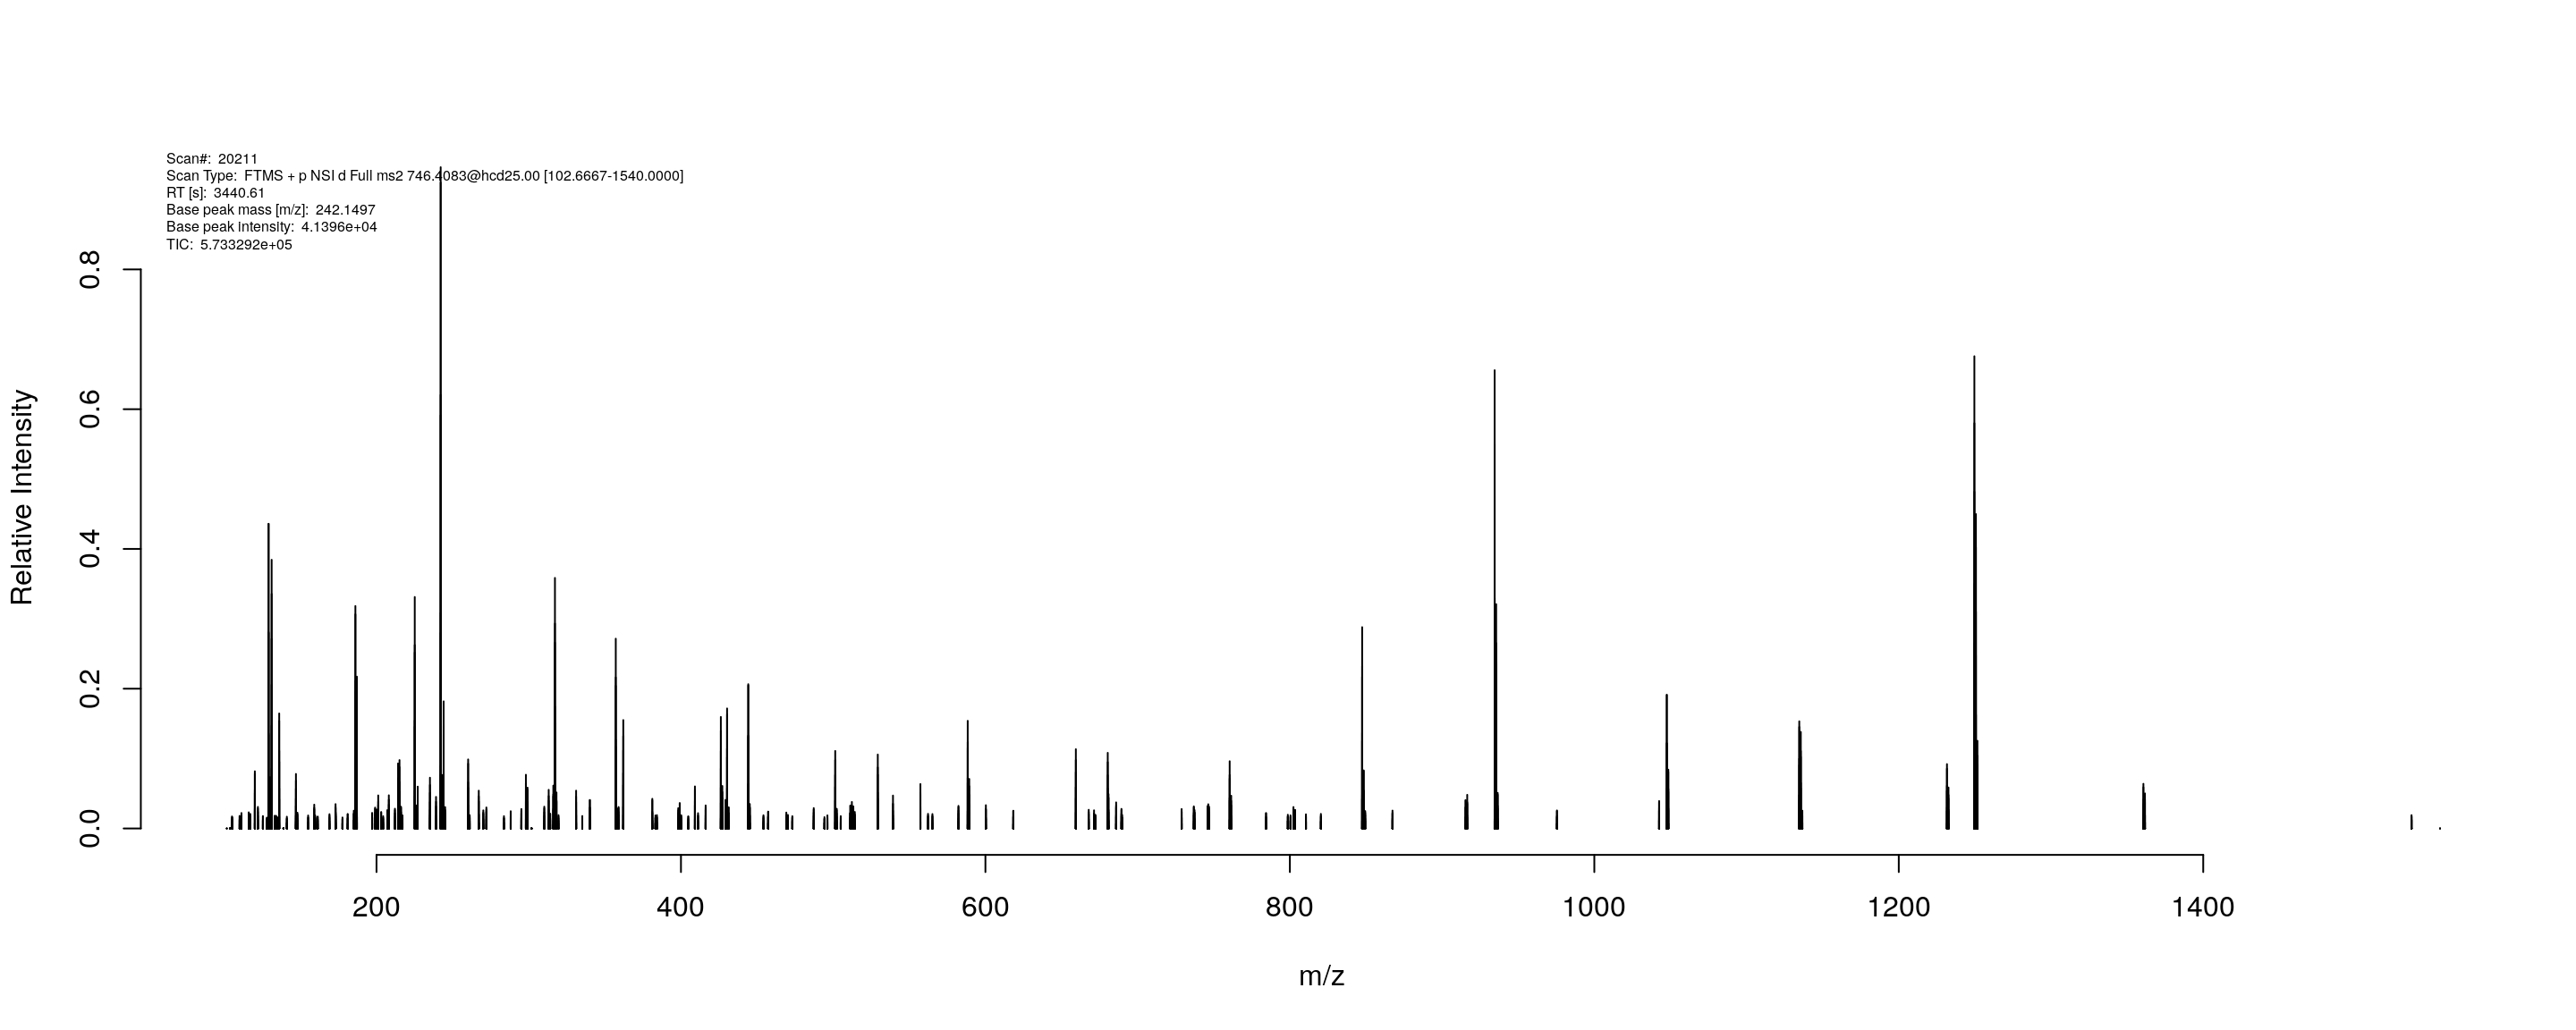 Scan#: 20211
Scan Type: FTMS + p NSI d Full ms2 746.4083@hcd25.00 [102.6667-1540.0000]
RT [s]: 3440.61
Base peak mass [m/z]: 242.1497
Base peak intensity: 4.1396e+04
TIC: 5.733292e+05
0.8
0.6
0.4
0.2
0.0
Relative Intensity
200 400 600 800 1000 1200 1400
m/z